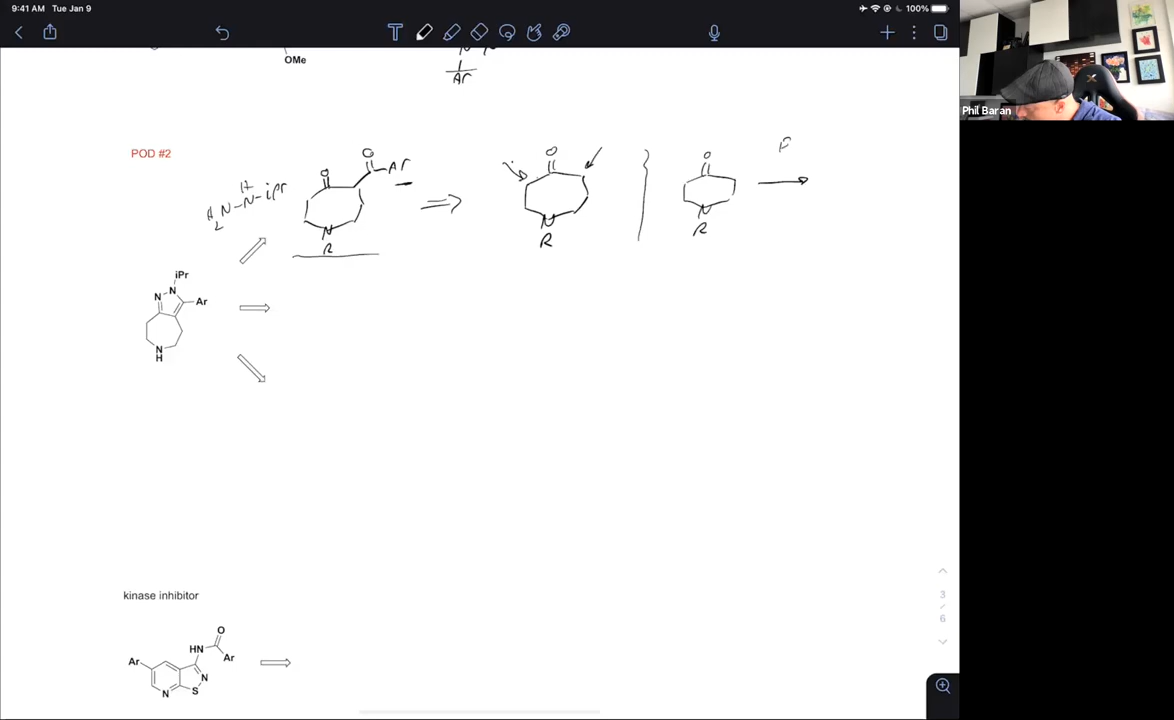 9:41 AM Tue Jan 9
100%
OMe
Ar
Phil Baran
POD #2
O
Ar
O
H
H2N-N-iPr
N
R
O
N
R
O
N
R
iPr
N
N
Ar
N
H
3
/
6
kinase inhibitor
O
HN
Ar
Ar
N
N
S